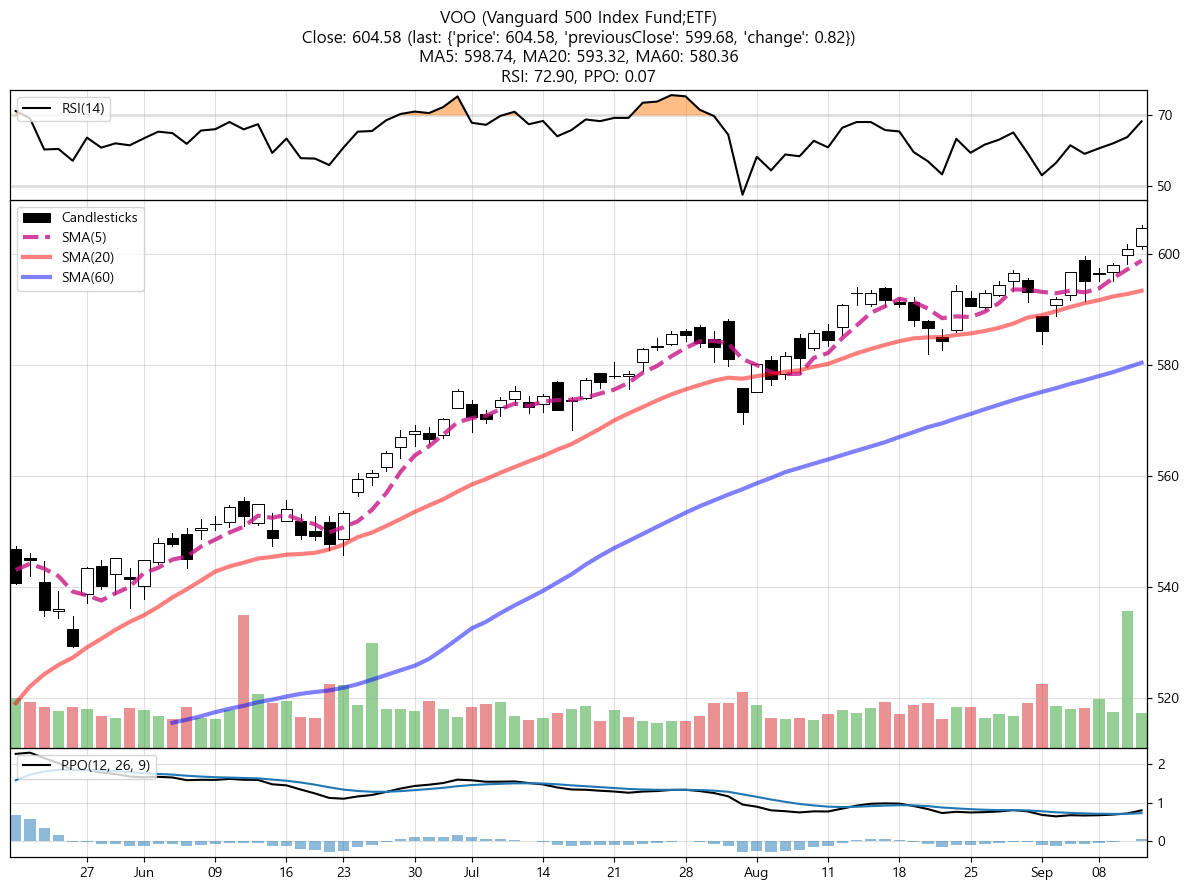 VOO (Vanguard 500 Index Fund;ETF)
Close: 604.58 (last: {'price': 604.58, 'previousClose': 599.68, 'change': 0.82})
MA5: 598.74, MA20: 593.32, MA60: 580.36
RSI: 72.90, PPO: 0.07
RSI(14)
70
50
Candlesticks
SMA(5)
SMA(20)
SMA(60)
600
580
560
540
520
PPO(12, 26, 9)
2
1
0
27 Jun 09 16 23 30 Jul 14 21 28 Aug 11 18 25 Sep 08